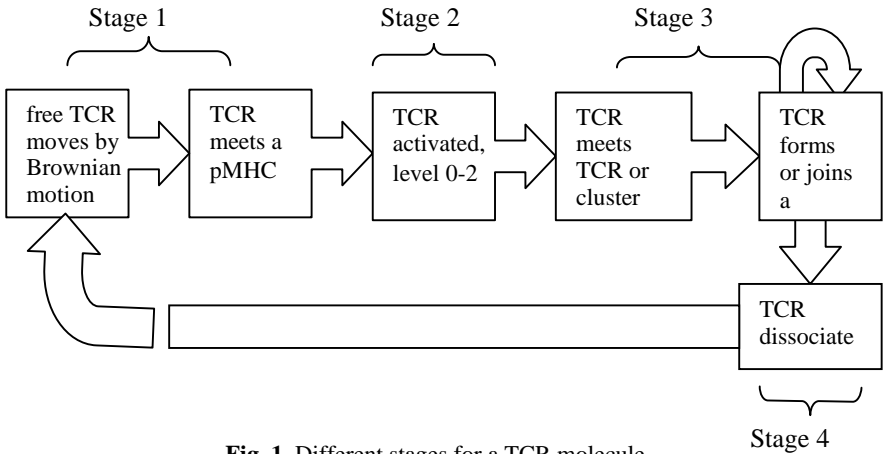 Stage 1
Stage 2
Stage 3
free TCR
moves by
Brownian
motion
TCR
meets a
pMHC
TCR
activated,
level 0-2
TCR
meets
TCR or
cluster
TCR
forms
or joins
a
TCR
dissociate
Stage 4
Fig. 1. Different stages for a TCR molecule